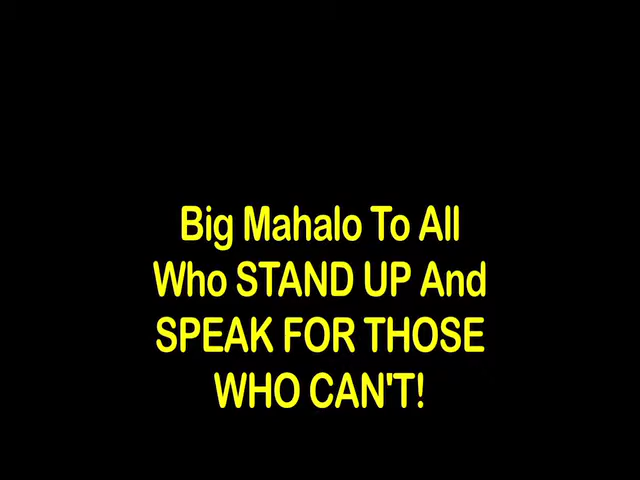 Big Mahalo To All
Who STAND UP And
SPEAK FOR THOSE
WHO CAN'T!